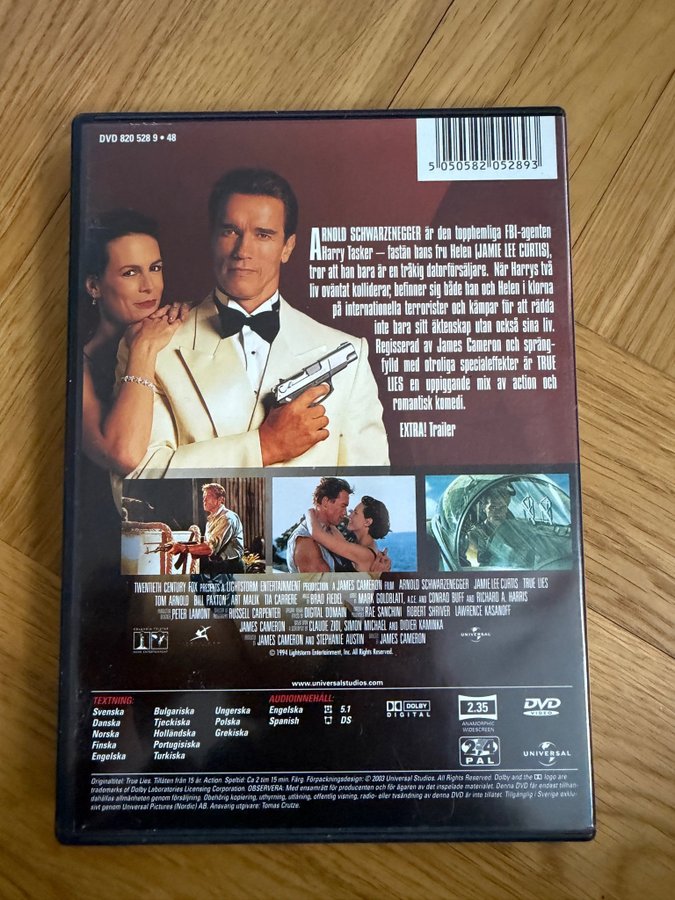 DVD 820 528 9 • 48
5 050582 052893
ARNOLD SCHWARZENEGGER är den topphemliga FBI-agenten
Harry Tasker – fastän hans fru Helen (JAMIE LEE CURTIS),
tror att han bara är en tråkig datorförsäljare. När Harrys två
liv oväntat kolliderar, befinner sig både han och Helen i klorna
på internationella terrorister och kämpar för att rädda
inte bara sitt äktenskap utan också sina liv.
Regisserad av James Cameron och spräng-
fylld med otroliga specialeffekter är TRUE
LIES en uppiggande mix av action och
romantisk komedi.
EXTRA! Trailer
TWENTIETH CENTURY FOX PRESENTS A LIGHTSTORM ENTERTAINMENT PRODUCTION A JAMES CAMERON FILM ARNOLD SCHWARZENEGGER JAMIE LEE CURTIS TRUE LIES
TOM ARNOLD BILL PAXTON ART MALIK TIA CARRERE BRAD FIEDEL MARK GOLDBLATT, A.C.E. AND CONRAD BUFF AND RICHARD A. HARRIS
PETER LAMONT RUSSELL CARPENTER DIGITAL DOMAIN RAE SANCHINI ROBERT SHRIVER LAWRENCE KASANOFF
JAMES CAMERON CLAUDE ZIDI, SIMON MICHAEL AND DIDIER KAMINKA
JAMES CAMERON AND STEPHANIE AUSTIN JAMES CAMERON
© 1994 Lightstorm Entertainment, Inc. All Rights Reserved.
UNIVERSAL
www.universalstudios.com
TEXTNING:
Svenska Bulgariska Ungerska
Danska Tjeckiska Polska
Norska Holländska Grekiska
Finska Portugisiska
Engelska Turkiska
AUDIOINNEHÅLL:
Engelska 5.1
Spanish DS
DOLBY
DIGITAL
2.35
ANAMORPHIC
WIDESCREEN
DVD
VIDEO
2-4
PAL
UNIVERSAL
Originaltitel: True Lies. Tillåten från 15 år. Action. Speltid: Ca 2 tim 15 min. Färg. Förpackningsdesign: © 2003 Universal Studios. All Rights Reserved. Dolby and the logo are
trademarks of Dolby Laboratories Licensing Corporation. OBSERVERA: Med ensamrätt för producenten och för ägaren av det inspelade materialet. Denna DVD får endast tillhan-
dahållas allmänheten genom försäljning. Obehörig kopiering, uthyrning, utlåning, offentlig visning, radio- eller tvsändning av denna DVD är inte tillåten. Tillgänglig i Sverige exklu-
sivt genom Universal Pictures (Nordic) AB. Ansvarig utgivare: Tomas Crutze.